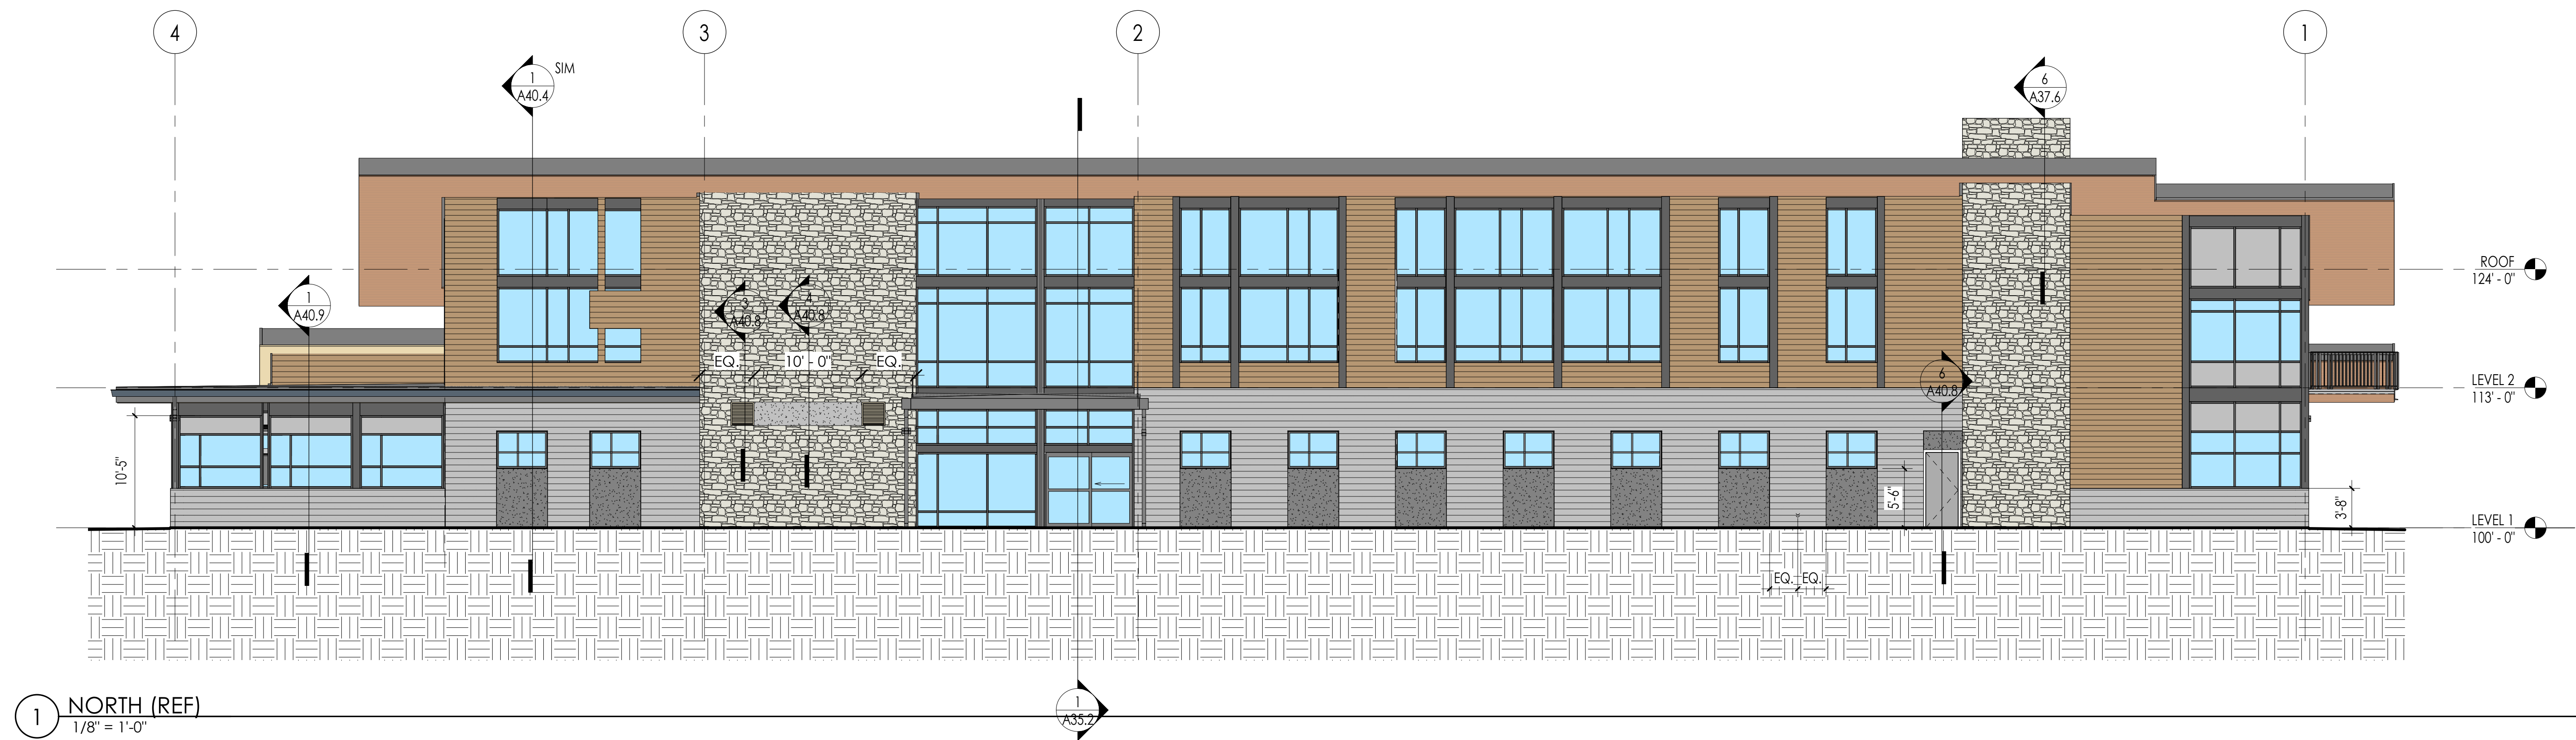 4
3
2
1
1
A40.4
SIM
6
A37.6
ROOF
124' - 0"
1
A40.9
3
A40.8
4
A40.8
EQ.
10' - 0"
EQ.
6
A40.8
LEVEL 2
113' - 0"
10'-5"
5'-6"
3'-8"
LEVEL 1
100' - 0"
EQ.
EQ.
1
NORTH (REF)
1/8" = 1'-0"
1
A35.2